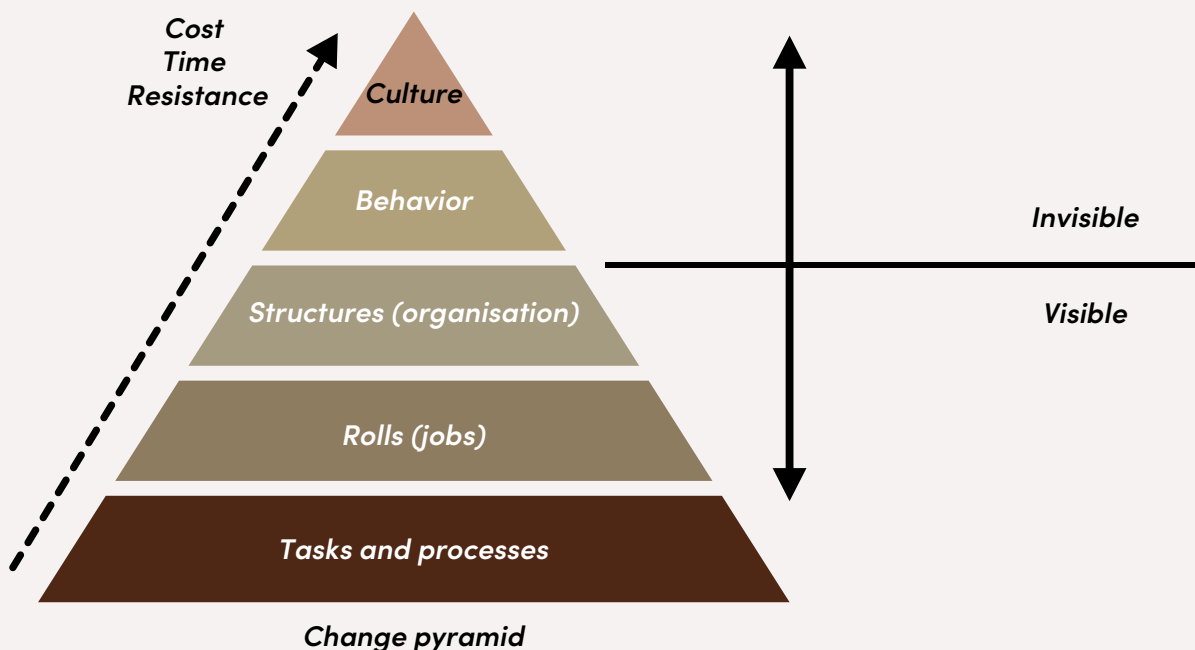 Cost
Time
Resistance
Culture
Behavior
Invisible
Structures (organisation)
Visible
Rolls (jobs)
Tasks and processes
Change pyramid